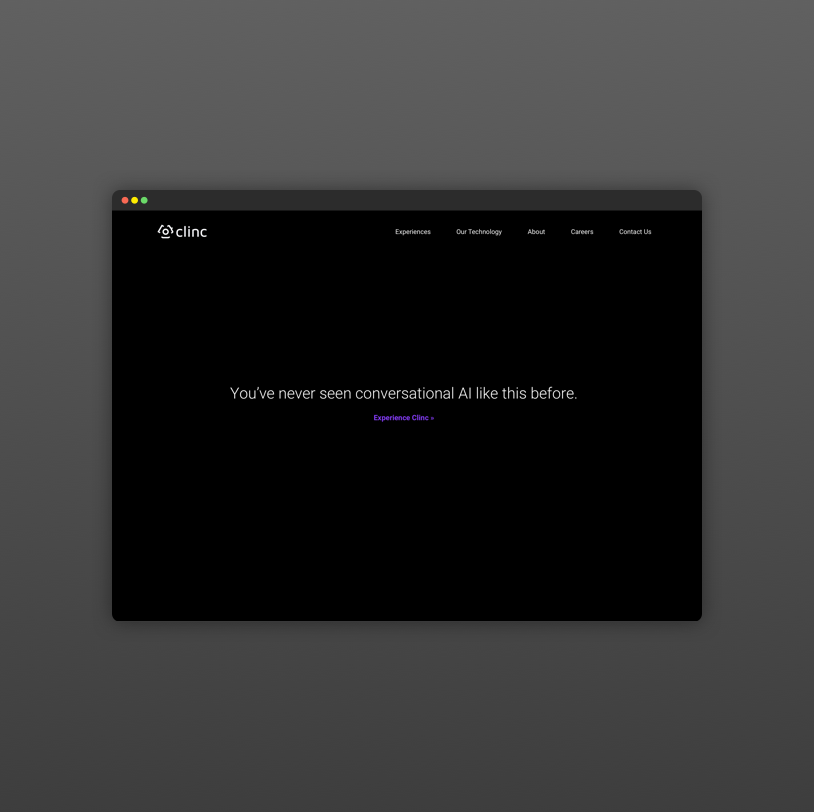 clinc
Experiences Our Technology About Careers Contact Us
You've never seen conversational AI like this before.
Experience Clinc »